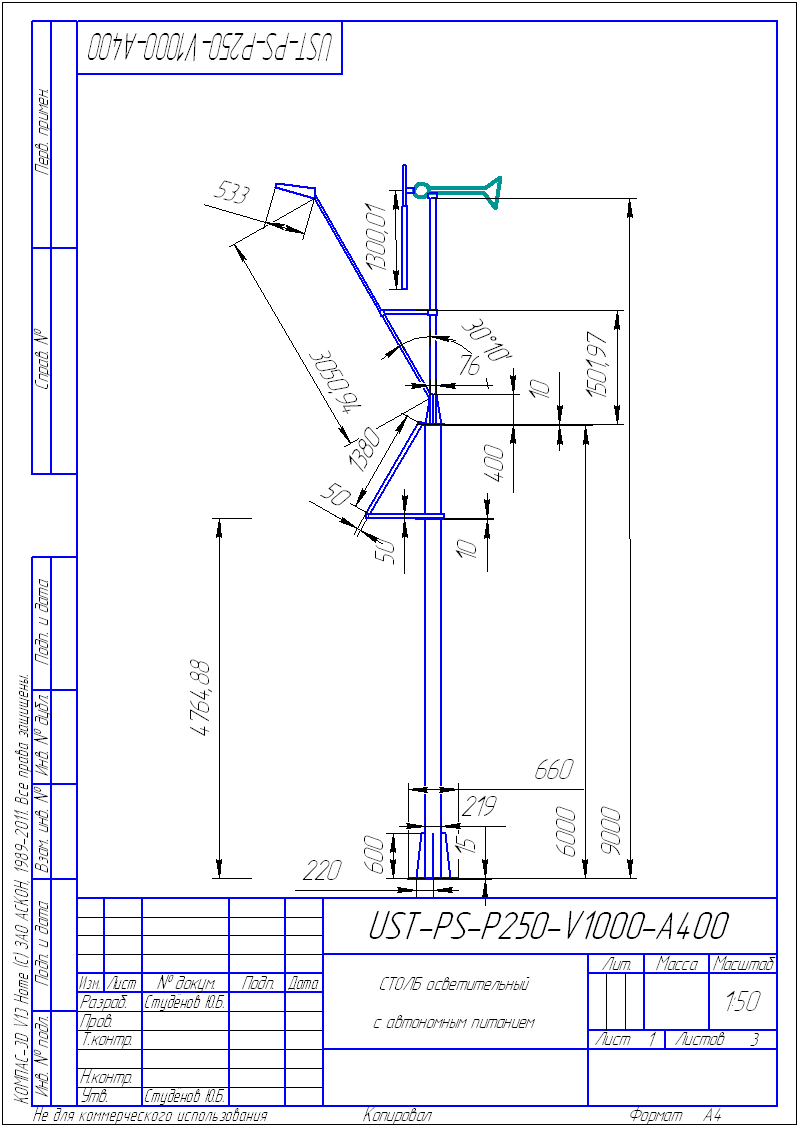 UST-PS-P250-V1000-A400
Перв. примен.
Справ. №
Подп. и дата
Инв. № дубл.
Взам. инв. №
Подп. и дата
Инв. № подл.
КОМПАС-3D V13 Home (С) ЗАО АСКОН, 1989-2011. Все права защищены.
533
1300,01
3050,94
30°10'
76
10
1501,97
1380
400
50
50
10
4764,88
660
219
600
15
6000
9000
220
UST-PS-P250-V1000-A400
Изм. Лист № докум. Подп. Дата
Разраб. Студенов Ю.Б.
Пров.
Т.контр.
Н.контр.
Утв. Студенов Ю.Б.
СТОЛБ осветительный
с автономным питанием
Лит. Масса Масштаб
1:50
Лист 1 Листов 3
Не для коммерческого использования Копировал Формат А4